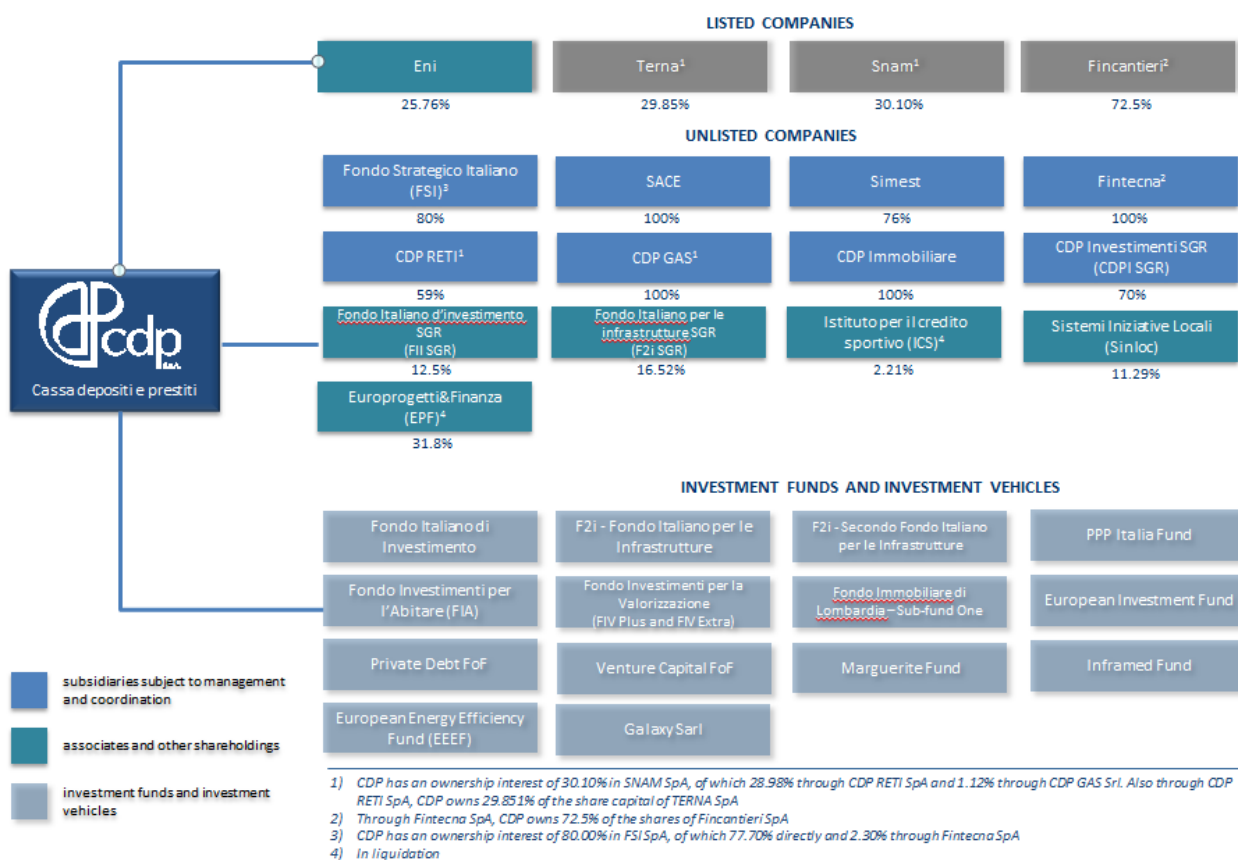 LISTED COMPANIES
Eni
Terna¹
Snam¹
Fincantieri²
25.76%
29.85%
30.10%
72.5%
UNLISTED COMPANIES
Fondo Strategico Italiano
(FSI)³
SACE
Simest
Fintecna²
80%
100%
76%
100%
CDP RETI¹
CDP GAS¹
CDP Immobiliare
CDP Investimenti SGR
(CDPI SGR)
59%
100%
100%
70%
Fondo Italiano d'investimento
SGR
(FII SGR)
Fondo Italiano per le
infrastrutture SGR
(F2i SGR)
Istituto per il credito
sportivo (ICS)⁴
Sistemi Iniziative Locali
(Sinloc)
12.5%
16.52%
2.21%
11.29%
Europrogetti&Finanza
(EPF)⁴
31.8%
cdp
Cassa depositi e prestiti
INVESTMENT FUNDS AND INVESTMENT VEHICLES
Fondo Italiano di
Investimento
F2i - Fondo Italiano per le
Infrastrutture
F2i - Secondo Fondo Italiano
per le Infrastrutture
PPP Italia Fund
Fondo Investimenti per
l'Abitare (FIA)
Fondo Investimenti per la
Valorizzazione
(FIV Plus and FIV Extra)
Fondo Immobiliare di
Lombardia – Sub-fund One
European Investment Fund
Private Debt FoF
Venture Capital FoF
Marguerite Fund
Inframed Fund
European Energy Efficiency
Fund (EEEF)
Galaxy Sarl
subsidiaries subject to management
and coordination
associates and other shareholdings
investment funds and investment
vehicles
1) CDP has an ownership interest of 30.10% in SNAM SpA, of which 28.98% through CDP RETI SpA and 1.12% through CDP GAS Srl. Also through CDP
RETI SpA, CDP owns 29.851% of the share capital of TERNA SpA
2) Through Fintecna SpA, CDP owns 72.5% of the shares of Fincantieri SpA
3) CDP has an ownership interest of 80.00% in FSI SpA, of which 77.70% directly and 2.30% through Fintecna SpA
4) In liquidation